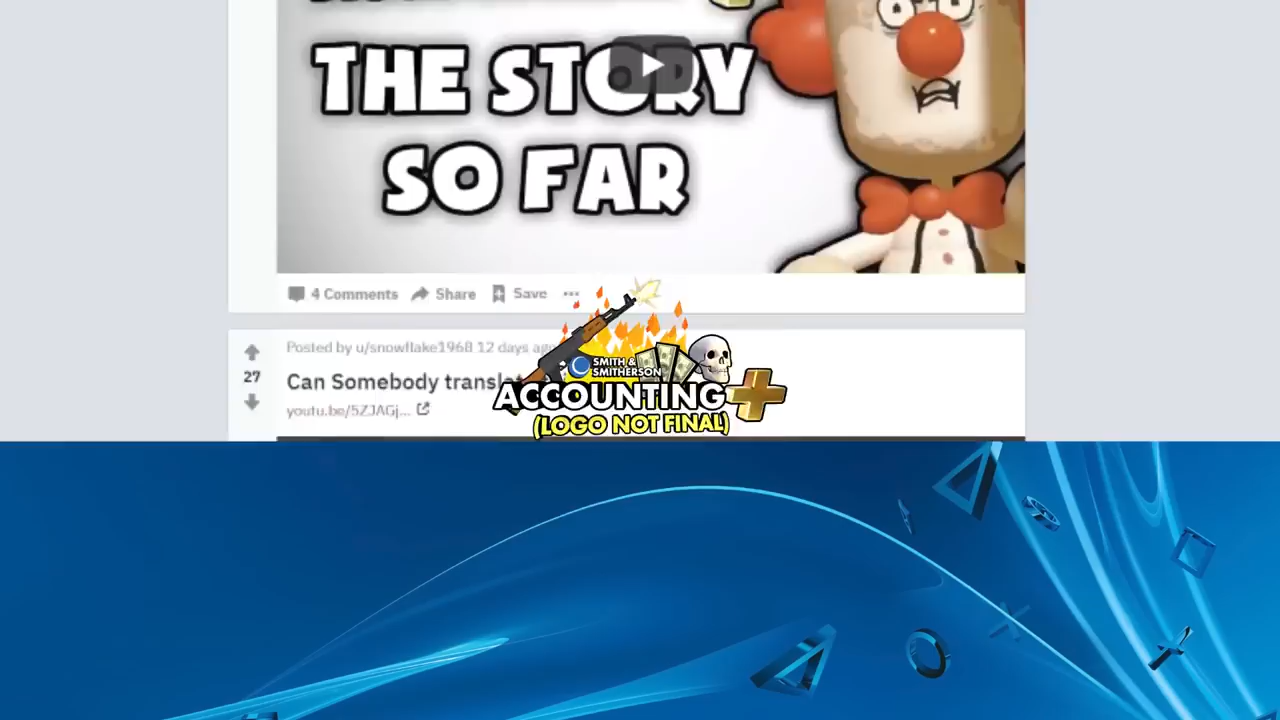 THE STORY
SO FAR
4 Comments Share Save ...
Posted by u/snowflake1968 12 days ago
27
Can Somebody translat
youtu.be/5ZJAGj...
SMITH &
SMITHERSON
ACCOUNTING+
(LOGO NOT FINAL)